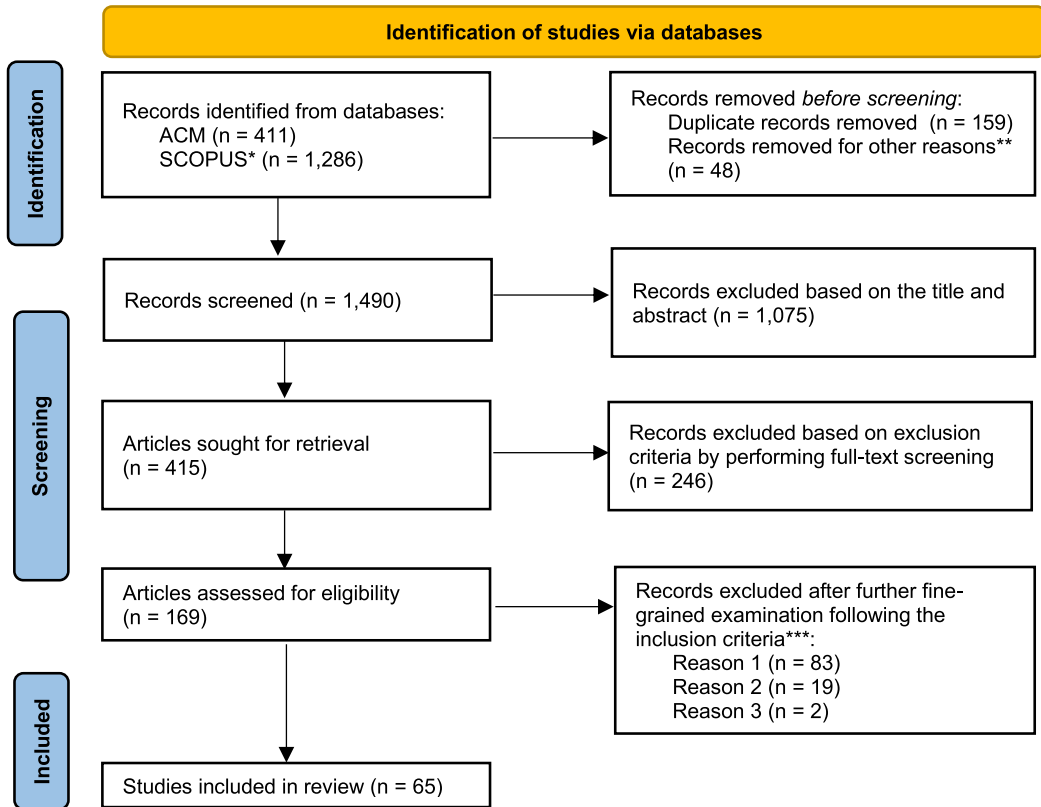 Identification of studies via databases
Identification
Records identified from databases:
ACM (n = 411)
SCOPUS* (n = 1,286)
Records removed before screening:
Duplicate records removed (n = 159)
Records removed for other reasons**
(n = 48)
Screening
Records screened (n = 1,490)
Records excluded based on the title and
abstract (n = 1,075)
Articles sought for retrieval
(n = 415)
Records excluded based on exclusion
criteria by performing full-text screening
(n = 246)
Articles assessed for eligibility
(n = 169)
Records excluded after further fine-
grained examination following the
inclusion criteria***:
Reason 1 (n = 83)
Reason 2 (n = 19)
Reason 3 (n = 2)
Included
Studies included in review (n = 65)